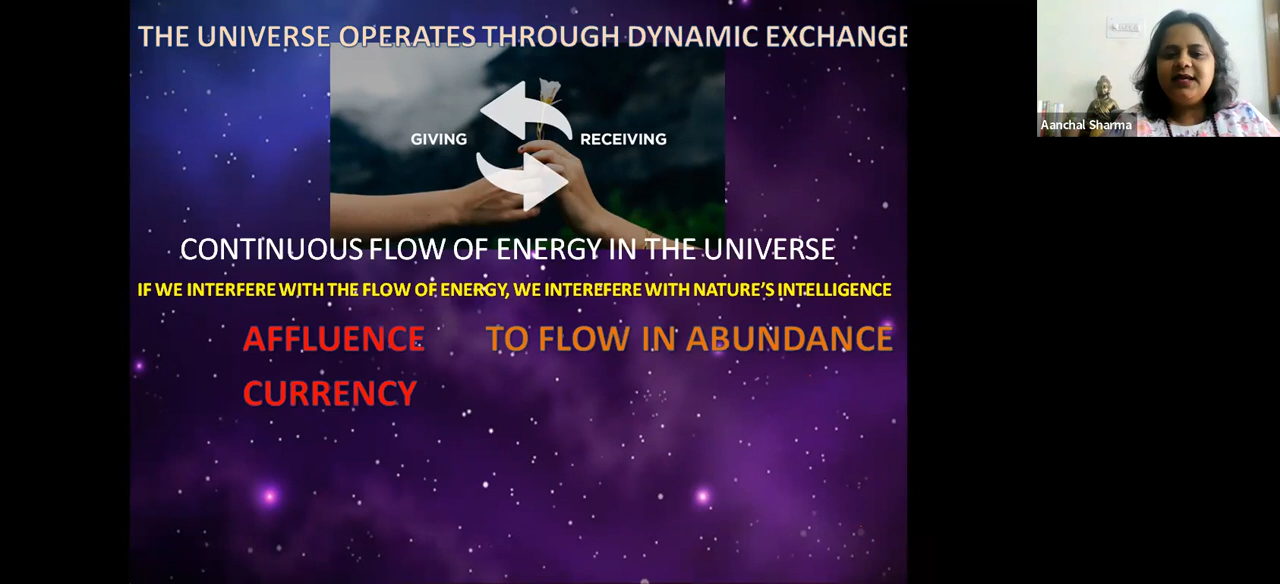 THE UNIVERSE OPERATES THROUGH DYNAMIC EXCHANGE
GIVING
RECEIVING
CONTINUOUS FLOW OF ENERGY IN THE UNIVERSE
IF WE INTERFERE WITH THE FLOW OF ENERGY, WE INTEREFERE WITH NATURE'S INTELLIGENCE
AFFLUENCE
TO FLOW IN ABUNDANCE
CURRENCY
Aanchal Sharma